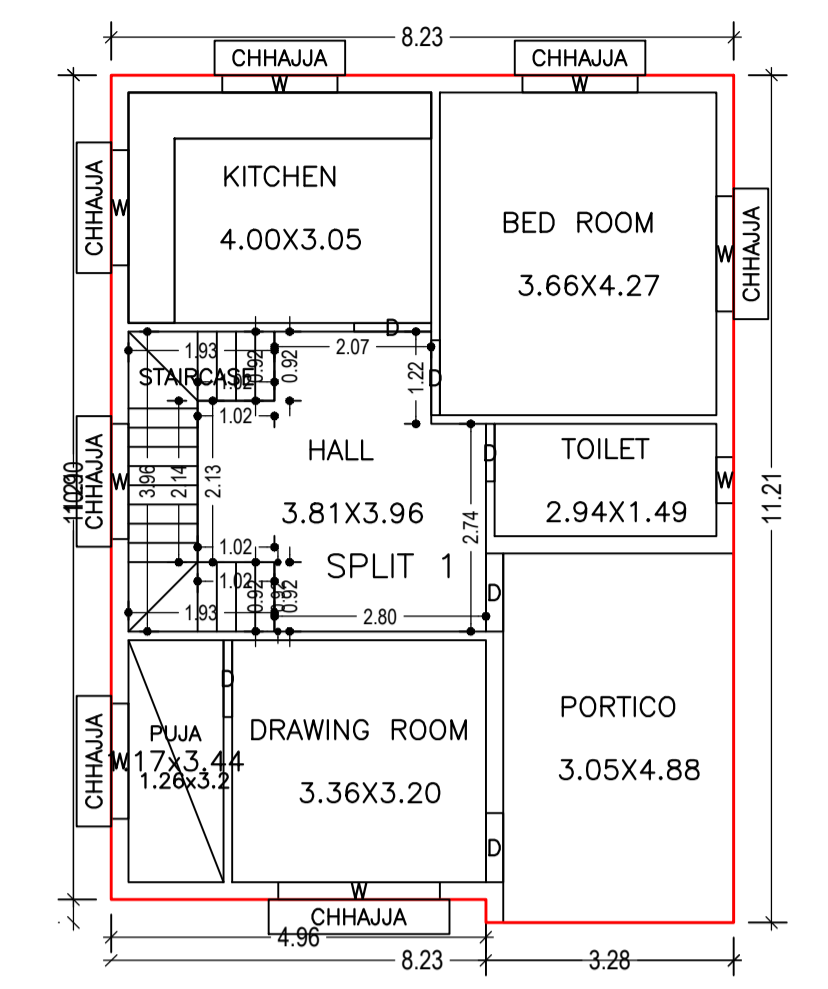 8.23
CHHAJJA
CHHAJJA
W
W
KITCHEN
4.00X3.05
BED ROOM
3.66X4.27
CHHAJJA
W
W
CHHAJJA
D
1.93
0.92
0.92
2.07
STAIRCASE
1.02
1.22
D
1.02
HALL
3.81X3.96
TOILET
2.94X1.49
D
W
CHHAJJA
W
3.96
2.14
2.13
2.74
11.21
1.02
SPLIT 1
1.02
0.92
0.92
1.93
2.80
D
D
PUJA
1.26x3.2
DRAWING ROOM
3.36X3.20
PORTICO
3.05X4.88
CHHAJJA
W
D
W
CHHAJJA
4.96
8.23
3.28